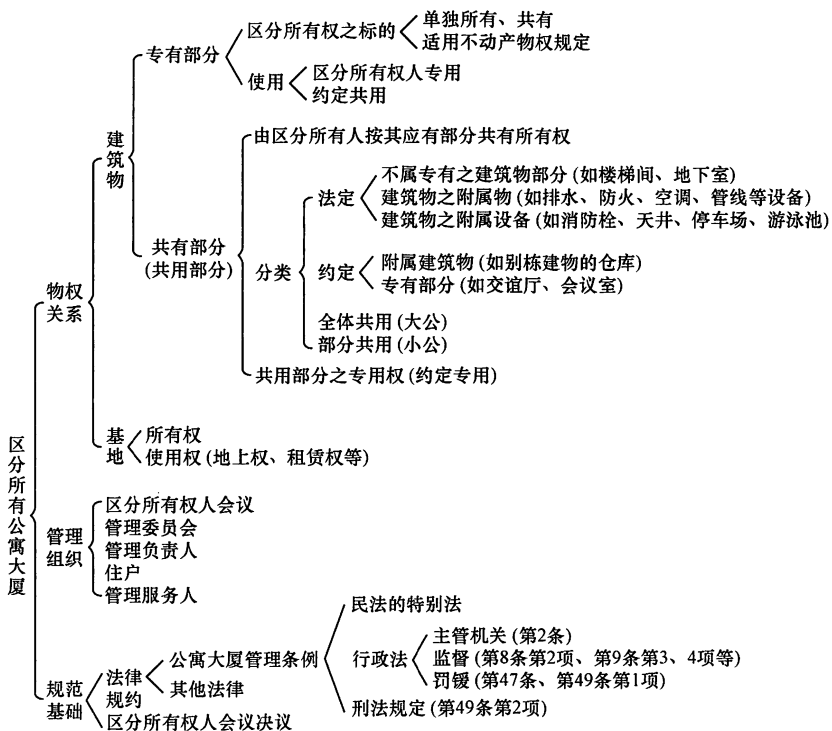 区分所有公寓大厦
物权
关系
建筑物
专有部分
区分所有权之标的
单独所有、共有
适用不动产物权规定
使用
区分所有权人专用
约定共用
共有部分
(共用部分)
由区分所有人按其应有部分共有所有权
分类
法定
不属专有之建筑物部分 (如楼梯间、地下室)
建筑物之附属物 (如排水、防火、空调、管线等设备)
建筑物之附属设备 (如消防栓、天井、停车场、游泳池)
约定
附属建筑物 (如别栋建物的仓库)
专有部分 (如交谊厅、会议室)
全体共用 (大公)
部分共用 (小公)
共用部分之专用权 (约定专用)
基地
所有权
使用权 (地上权、租赁权等)
管理
组织
区分所有权人会议
管理委员会
管理负责人
住户
管理服务人
规范
基础
法律
公寓大厦管理条例
民法的特别法
行政法
主管机关 (第2条)
监督 (第8条第2项、第9条第3、4项等)
罚锾 (第47条、第49条第1项)
刑法规定 (第49条第2项)
其他法律
规约
区分所有权人会议决议